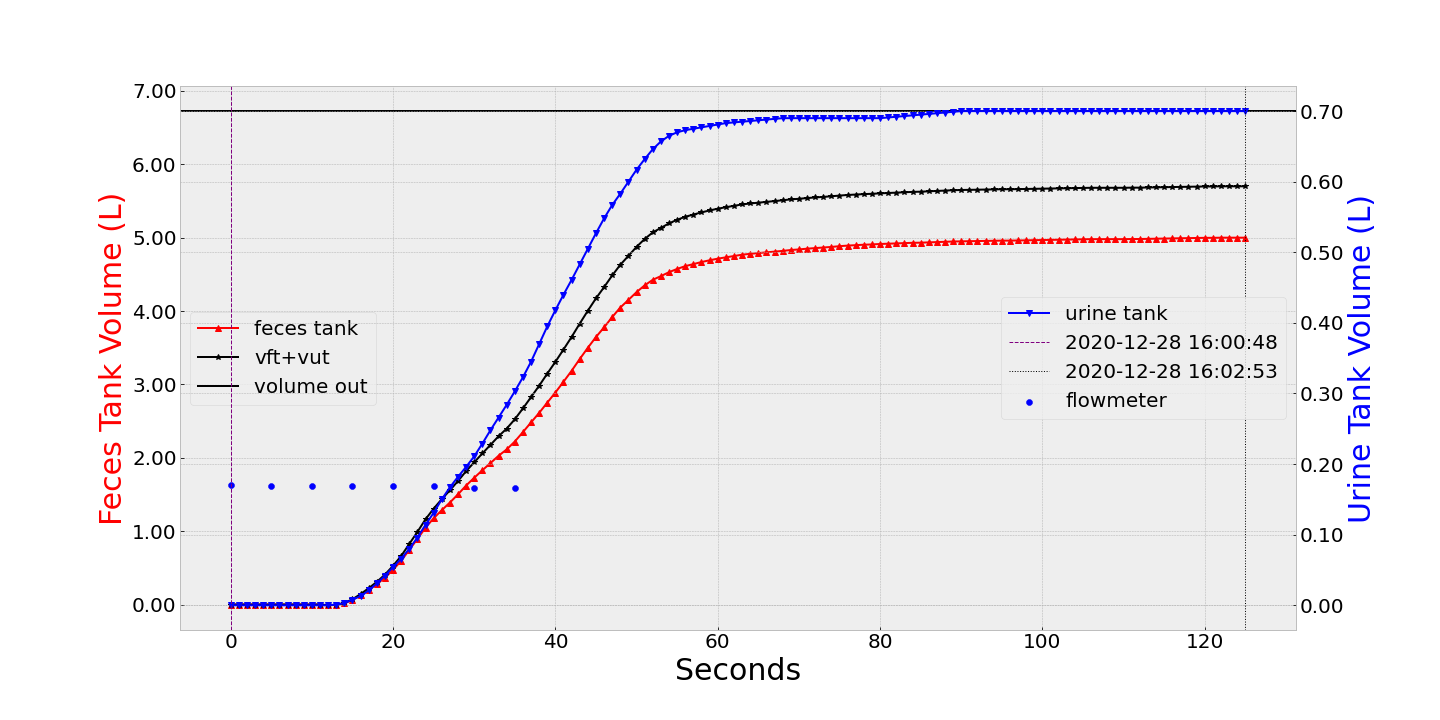 7.00
6.00
5.00
4.00
3.00
2.00
1.00
0.00
Feces Tank Volume (L)
feces tank
vft+vut
volume out
urine tank
2020-12-28 16:00:48
2020-12-28 16:02:53
flowmeter
0.70
0.60
0.50
0.40
0.30
0.20
0.10
0.00
Urine Tank Volume (L)
0 20 40 60 80 100 120
Seconds